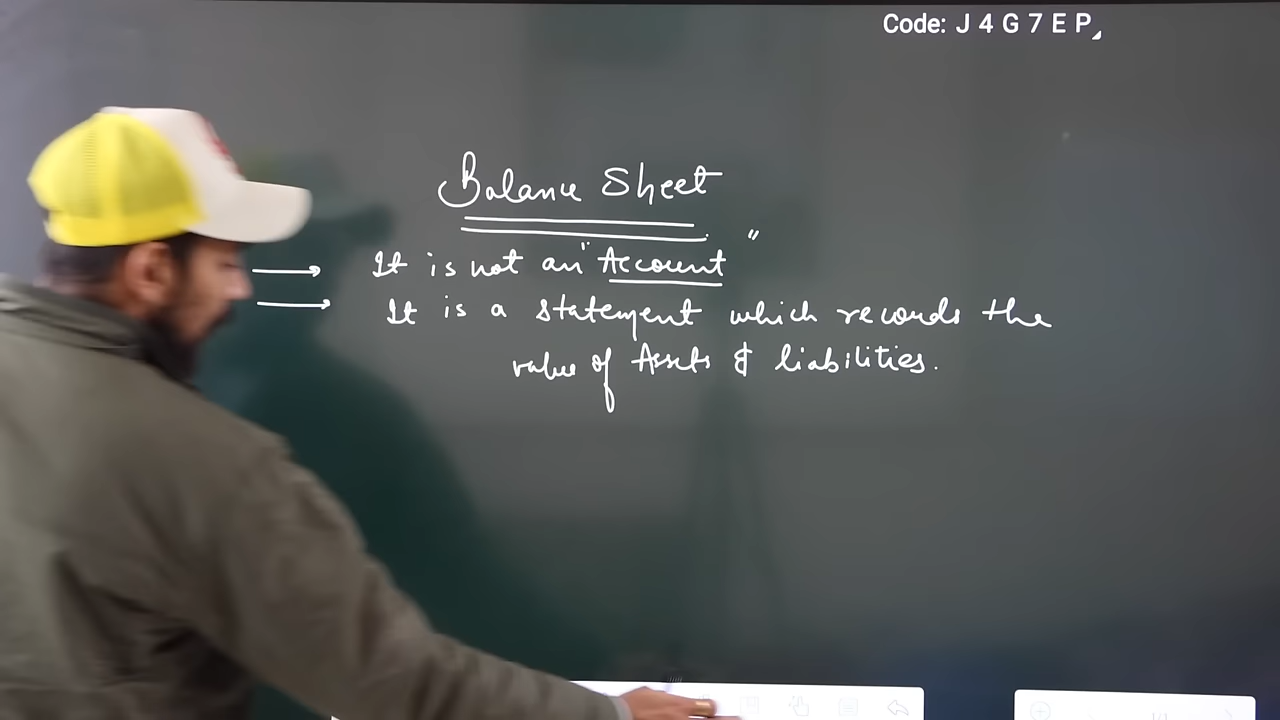 Code: J 4 G 7 E P
Balance Sheet
It is not an "Account"
It is a statement which records the
value of Assets & liabilities.